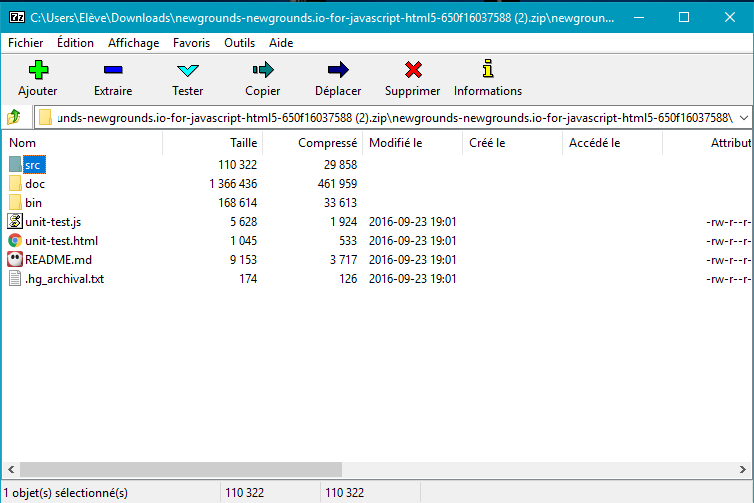 7z C:\Users\Elève\Downloads\newgrounds-newgrounds.io-for-javascript-html5-650f16037588 (2).zip\newgroun...
Fichier Édition Affichage Favoris Outils Aide
Ajouter Extraire Tester Copier Déplacer Supprimer Informations
unds-newgrounds.io-for-javascript-html5-650f16037588 (2).zip\newgrounds-newgrounds.io-for-javascript-html5-650f16037588\
Nom Taille Compressé Modifié le Créé le Accédé le Attribut
src 110 322 29 858
doc 1 366 436 461 959
bin 168 614 33 613
unit-test.js 5 628 1 924 2016-09-23 19:01 -rw-r--r-
unit-test.html 1 045 533 2016-09-23 19:01 -rw-r--r-
README.md 9 153 3 717 2016-09-23 19:01 -rw-r--r-
.hg_archival.txt 174 126 2016-09-23 19:01 -rw-r--r-
1 objet(s) sélectionné(s) 110 322 110 322